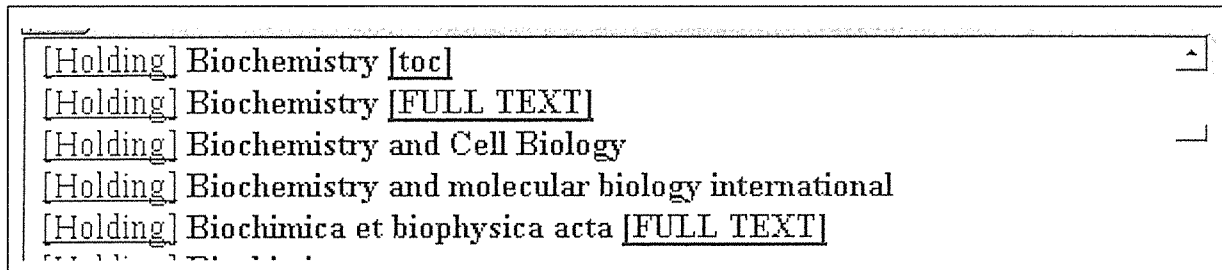 [Holding] Biochemistry [toc]
[Holding] Biochemistry [FULL TEXT]
[Holding] Biochemistry and Cell Biology
[Holding] Biochemistry and molecular biology international
[Holding] Biochimica et biophysica acta [FULL TEXT]